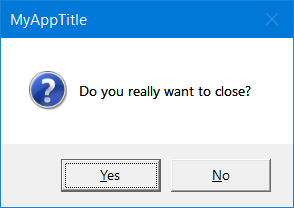 MyAppTitle
Do you really want to close?
Yes
No